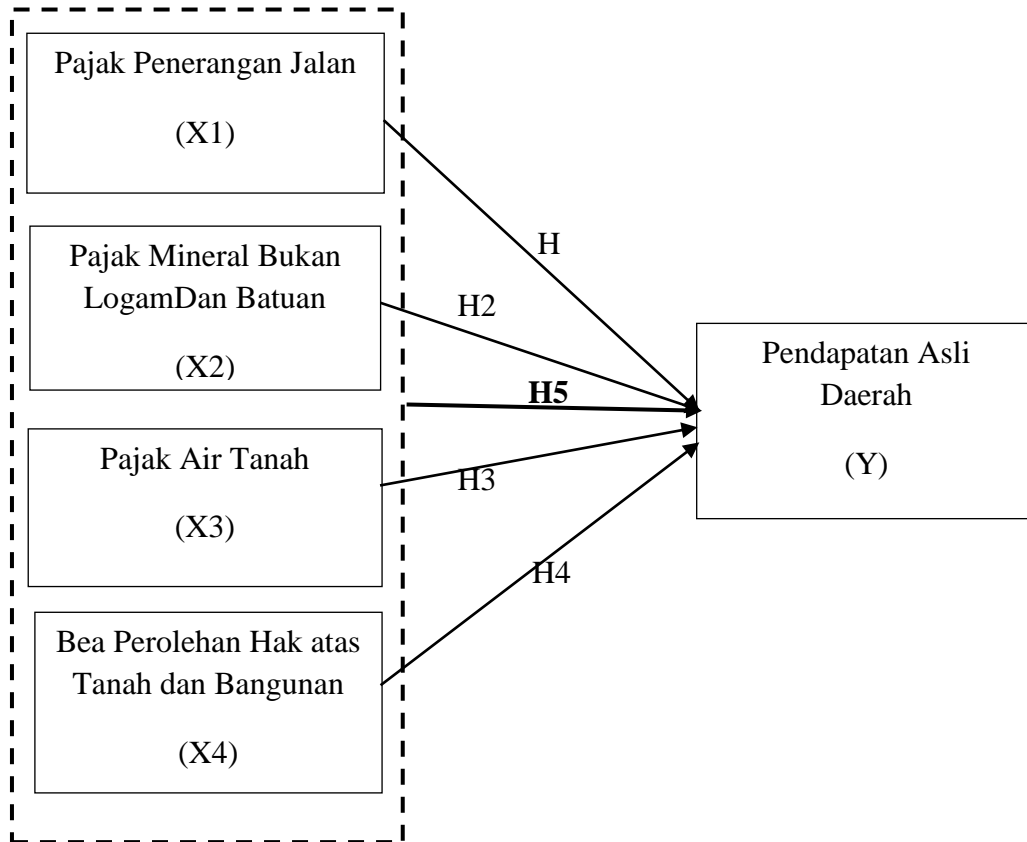 Pajak Penerangan Jalan
(X1)
Pajak Mineral Bukan
LogamDan Batuan
(X2)
Pajak Air Tanah
(X3)
Bea Perolehan Hak atas
Tanah dan Bangunan
(X4)
H
H2
H5
H3
H4
Pendapatan Asli
Daerah
(Y)